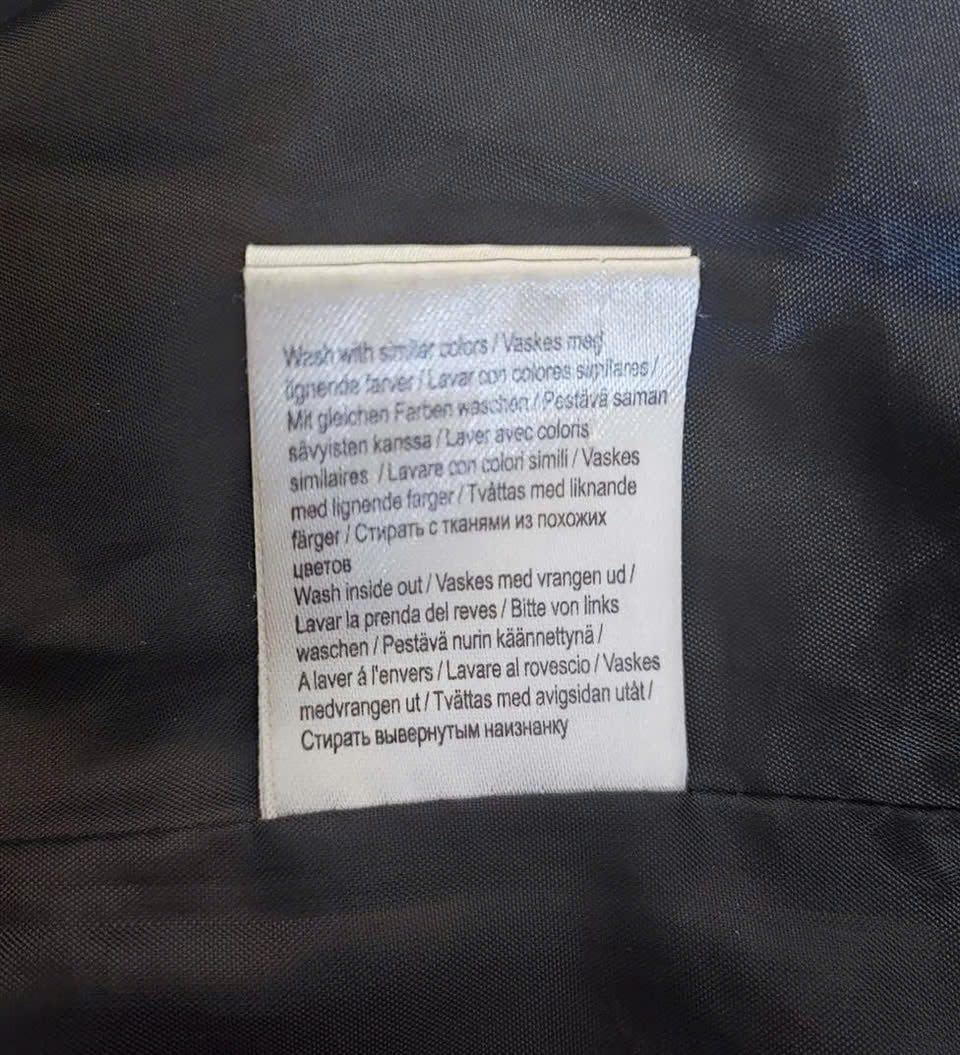 Wash with similar colors / Vaskes med
lignende farver / Lavar con colores similares /
Mit gleichen Farben waschen / Pestävä saman
sävyisten kanssa / Laver avec coloris
similaires / Lavare con colori simili / Vaskes
med lignende farger / Tvåttas med liknande
färger / Стирать с тканями из похожих
цветов
Wash inside out / Vaskes med vrangen ud /
Lavar la prenda del reves / Bitte von links
waschen / Pestävä nurin käännettynä /
A laver á l'envers / Lavare al rovescio / Vaskes
medvrangen ut / Tvättas med avigsidan utåt /
Стирать вывернутым наизнанку